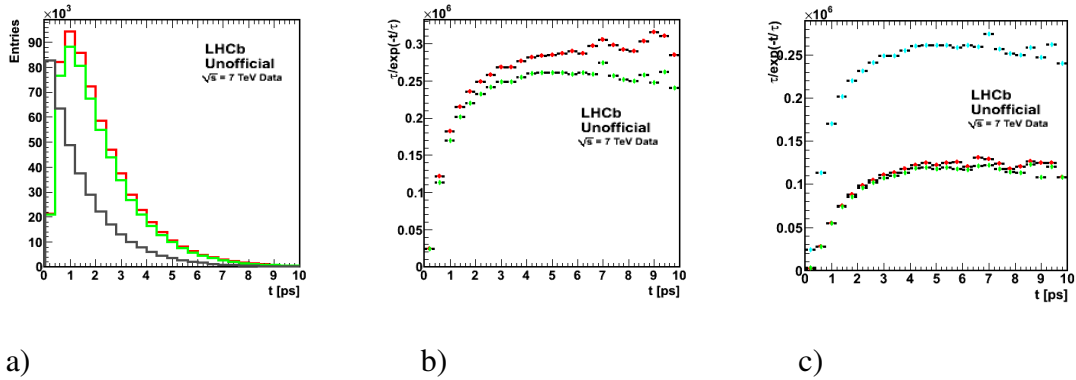 ×10³
Entries
90
80
70
60
50
40
30
20
10
0
LHCb
Unofficial
√s = 7 TeV Data
0 1 2 3 4 5 6 7 8 9 10
t [ps]
a)
×10⁶
τ/exp(-t/τ)
0.3
0.25
0.2
0.15
0.1
0.05
0
LHCb
Unofficial
√s = 7 TeV Data
0 1 2 3 4 5 6 7 8 9 10
t [ps]
b)
×10⁶
τ/exp(-t/τ)
0.25
0.2
0.15
0.1
0.05
0
LHCb
Unofficial
√s = 7 TeV Data
0 1 2 3 4 5 6 7 8 9 10
t [ps]
c)